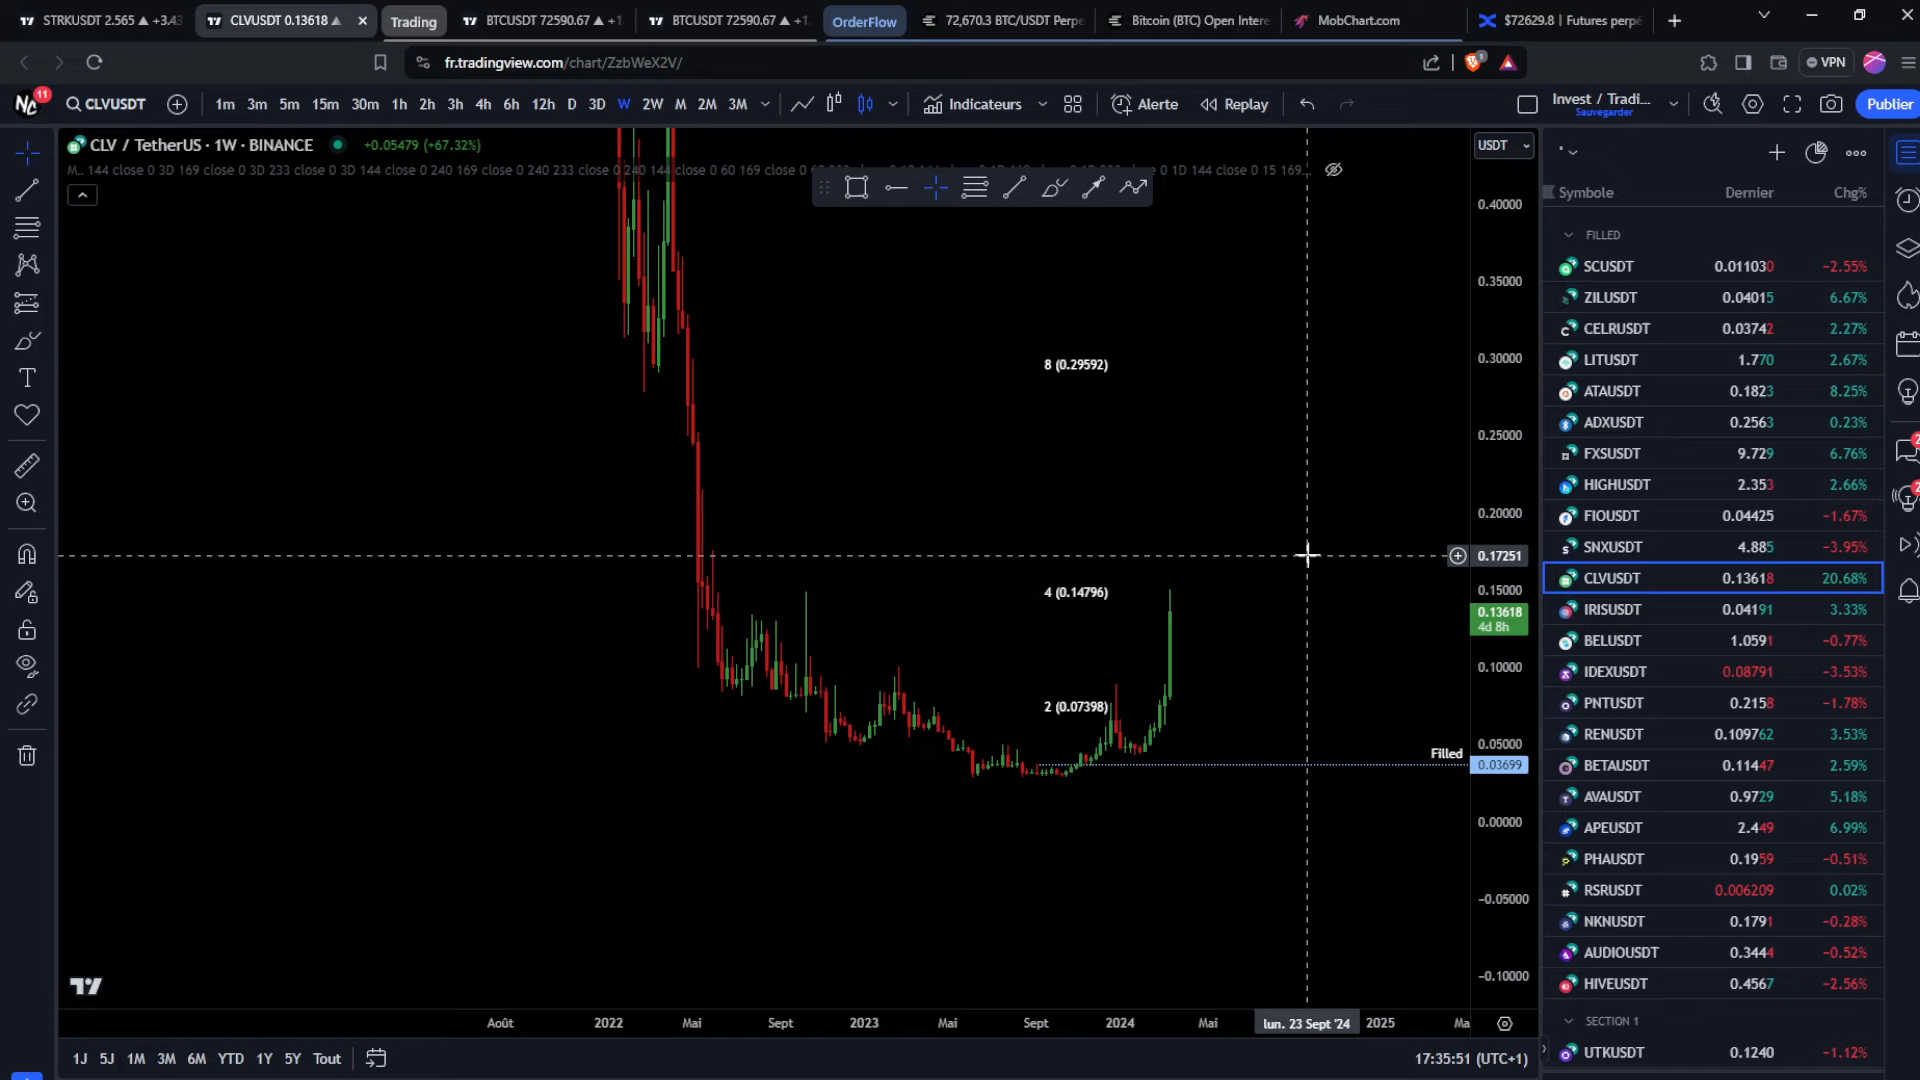 STRKUSDT 2.565 ▲ +3.43
CLVUSDT 0.13618 ▲
Trading
BTCUSDT 72590.67 ▲ +1
BTCUSDT 72590.67 ▲ +1.
OrderFlow
72,670.3 BTC/USDT Perpe
Bitcoin (BTC) Open Intere
MobChart.com
$72629.8 | Futures perpé
fr.tradingview.com/chart/ZzbWeX2V/
1
VPN
11
CLVUSDT
1m 3m 5m 15m 30m 1h 2h 3h 4h 6h 12h D 3D W 2W M 2M 3M
Indicateurs
Alerte
Replay
Invest / Tradi...
Sauvegarder
Publier
CLV / TetherUS · 1W · BINANCE
+0.05479 (+67.32%)
USDT
Symbole Dernier Chg%
FILLED
SCUSDT 0.011030 −2.55%
ZILUSDT 0.04015 6.67%
CELRUSDT 0.03742 2.27%
LITUSDT 1.770 2.67%
ATAUSDT 0.1823 8.25%
ADXUSDT 0.2563 0.23%
FXSUSDT 9.729 6.76%
HIGHUSDT 2.353 2.66%
FIOUSDT 0.04425 −1.67%
SNXUSDT 4.885 −3.95%
CLVUSDT 0.13618 20.68%
IRISUSDT 0.04191 3.33%
BELUSDT 1.0591 −0.77%
IDEXUSDT 0.08791 −3.53%
PNTUSDT 0.2158 −1.78%
RENUSDT 0.109762 3.53%
BETAUSDT 0.11447 2.59%
AVAUSDT 0.9729 5.18%
APEUSDT 2.449 6.99%
PHAUSDT 0.1959 −0.51%
RSRUSDT 0.006209 0.02%
NKNUSDT 0.1791 −0.28%
AUDIOUSDT 0.3444 −0.52%
HIVEUSDT 0.4567 −2.56%
SECTION 1
UTKUSDT 0.1240 −1.12%
0.40000
0.35000
0.30000
0.25000
0.20000
0.17251
0.15000
0.13618
4d 8h
0.10000
0.05000
0.03699
0.00000
−0.05000
−0.10000
8 (0.29592)
4 (0.14796)
2 (0.07398)
Filled
Août 2022 Mai Sept 2023 Mai Sept 2024 Mai lun. 23 Sept '24 2025 Ma
1J 5J 1M 3M 6M YTD 1Y 5Y Tout
17:35:51 (UTC+1)